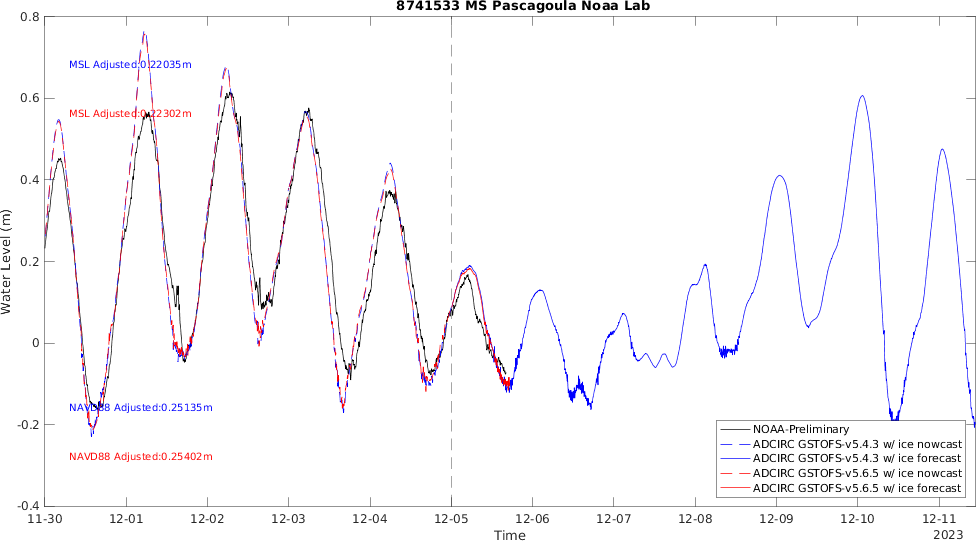 8741533 MS Pascagoula Noaa Lab
0.8
0.6
0.4
0.2
0
-0.2
-0.4
Water Level (m)
MSL Adjusted:0.22035m
MSL Adjusted:0.22302m
NAVD88 Adjusted:0.25135m
NAVD88 Adjusted:0.25402m
NOAA-Preliminary
ADCIRC GSTOFS-v5.4.3 w/ ice nowcast
ADCIRC GSTOFS-v5.4.3 w/ ice forecast
ADCIRC GSTOFS-v5.6.5 w/ ice nowcast
ADCIRC GSTOFS-v5.6.5 w/ ice forecast
11-30 12-01 12-02 12-03 12-04 12-05 12-06 12-07 12-08 12-09 12-10 12-11
2023
Time